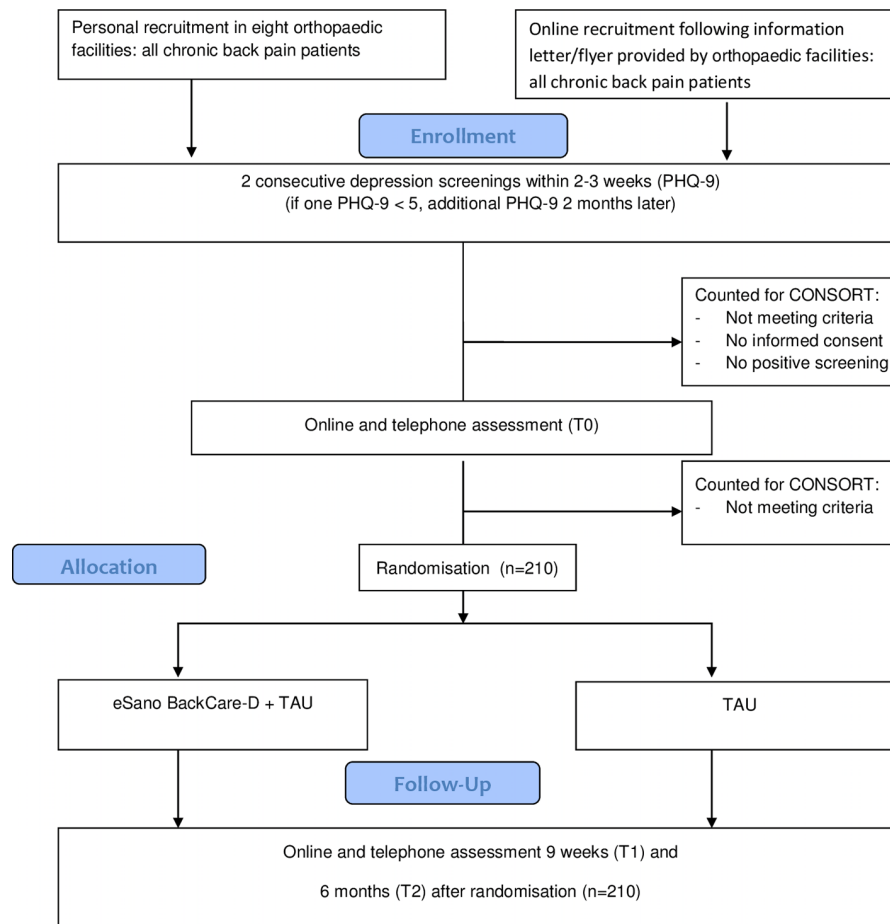 Personal recruitment in eight orthopaedic
facilities: all chronic back pain patients
Online recruitment following information
letter/flyer provided by orthopaedic facilities:
all chronic back pain patients
Enrollment
2 consecutive depression screenings within 2-3 weeks (PHQ-9)
(if one PHQ-9 < 5, additional PHQ-9 2 months later)
Counted for CONSORT:
- Not meeting criteria
- No informed consent
- No positive screening
Online and telephone assessment (T0)
Counted for CONSORT:
- Not meeting criteria
Allocation
Randomisation (n=210)
eSano BackCare-D + TAU
TAU
Follow-Up
Online and telephone assessment 9 weeks (T1) and
6 months (T2) after randomisation (n=210)